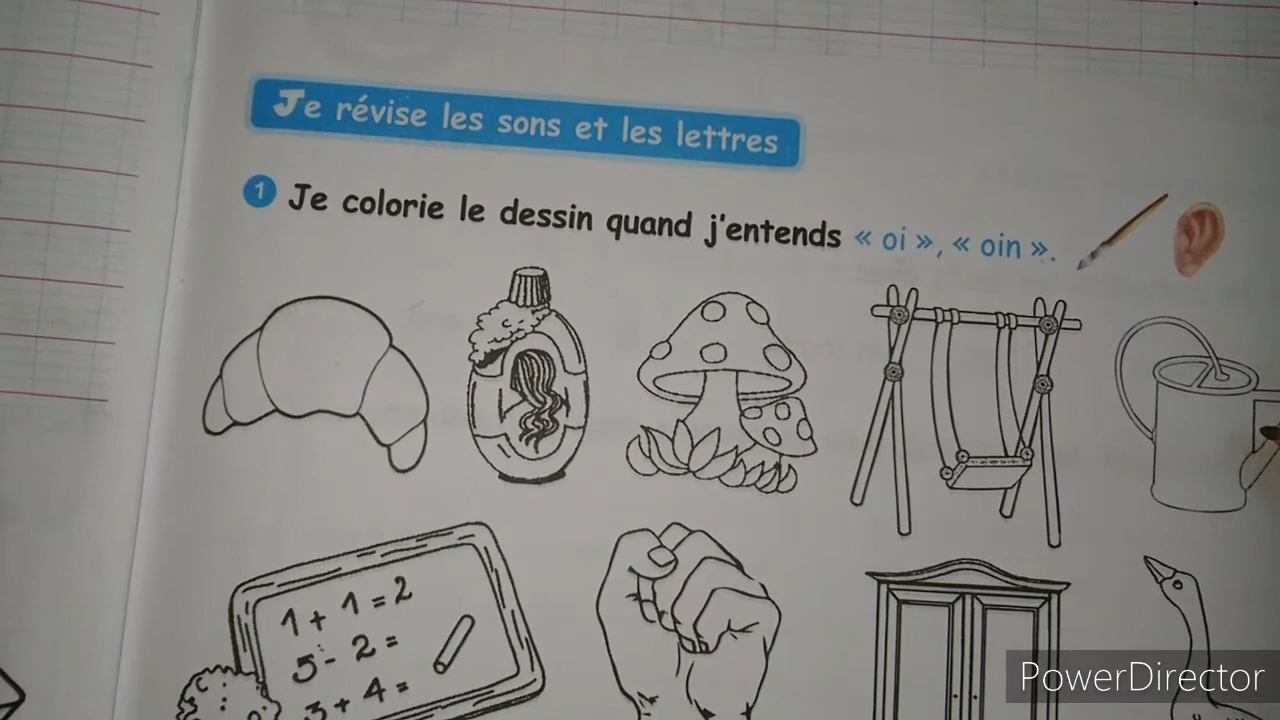 Je révise les sons et les lettres
1 Je colorie le dessin quand j'entends « oi », « oin ».
1 + 1 = 2
5 - 2 =
3 + 4 =
PowerDirector